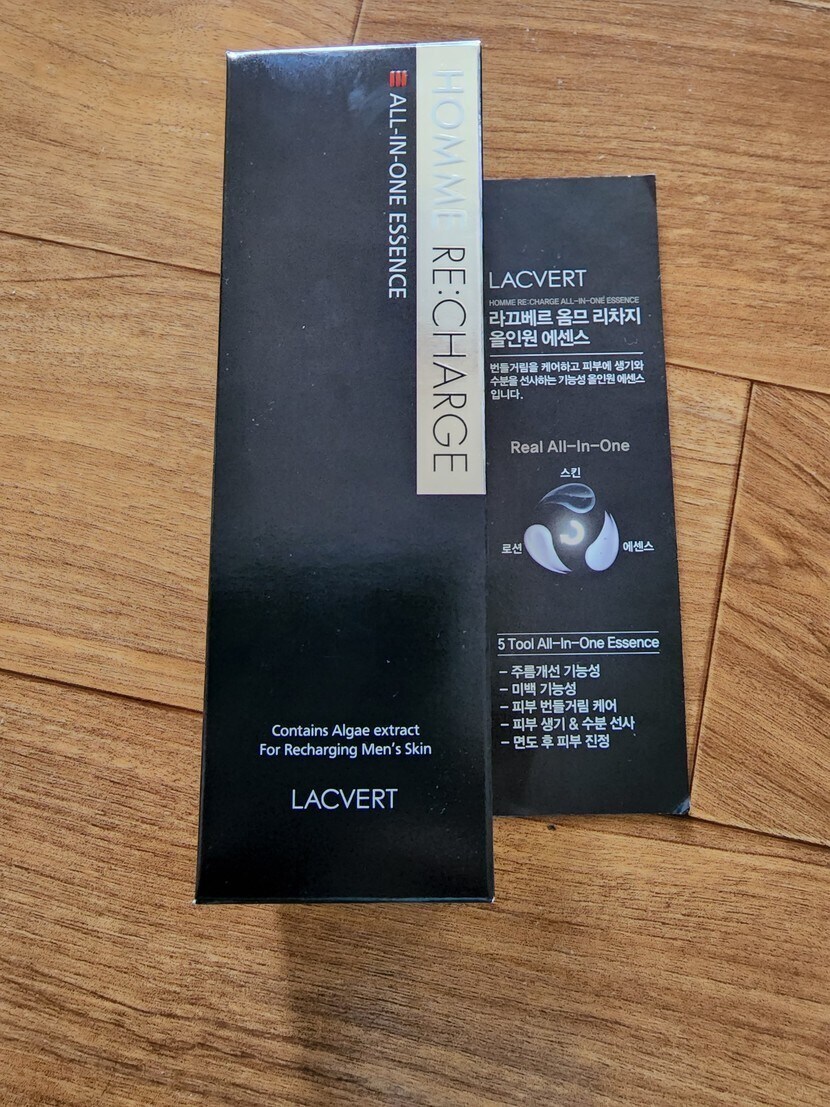 HOMME RE:CHARGE
ALL-IN-ONE ESSENCE
Contains Algae extract
For Recharging Men's Skin
LACVERT
LACVERT
HOMME RE:CHARGE ALL-IN-ONE ESSENCE
라끄베르 옴므 리차지
올인원 에센스
번들거림을 케어하고 피부에 생기와
수분을 선사하는 기능성 올인원 에센스
입니다.
Real All-In-One
스킨
로션
에센스
5 Tool All-In-One Essence
- 주름개선 기능성
- 미백 기능성
- 피부 번들거림 케어
- 피부 생기 & 수분 선사
- 면도 후 피부 진정